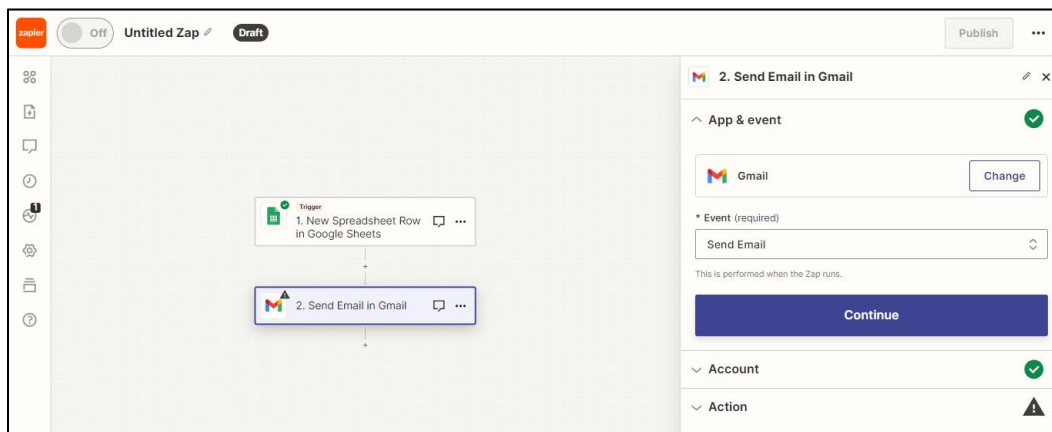 zapier
Off
Untitled Zap
Draft
Publish
1
Trigger
1. New Spreadsheet Row
in Google Sheets
2. Send Email in Gmail
2. Send Email in Gmail
App & event
Gmail
Change
* Event (required)
Send Email
This is performed when the Zap runs.
Continue
Account
Action